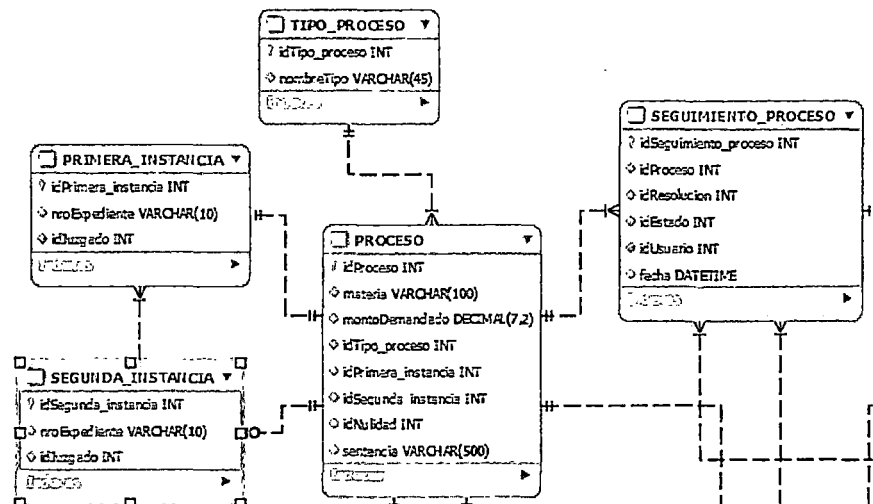 TIPO_PROCESO
idTipo_proceso INT
nombreTipo VARCHAR(45)
SEGUIMIENTO_PROCESO
idSeguimiento_proceso INT
idProceso INT
idResolucion INT
idEstado INT
idUsuario INT
fecha DATETIME
PRIMERA_INSTANCIA
idPrimera_instancia INT
nroExpediente VARCHAR(10)
idJuzgado INT
PROCESO
idProceso INT
materia VARCHAR(100)
montoDemandado DECIMAL(7,2)
idTipo_proceso INT
idPrimera_instancia INT
idSegunda_instancia INT
idNulidad INT
sentencia VARCHAR(500)
SEGUNDA_INSTANCIA
idSegunda_instancia INT
nroExpediente VARCHAR(10)
idJuzgado INT